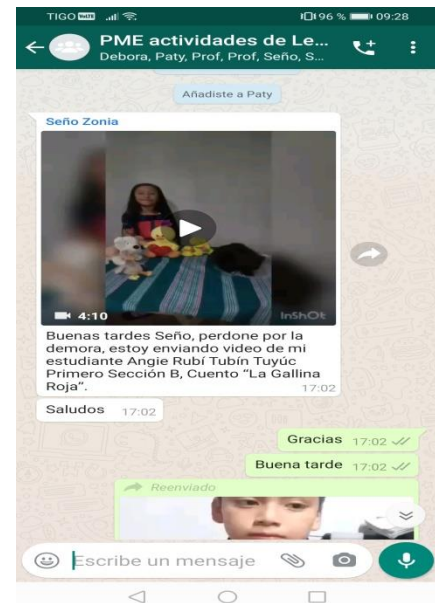 TIGO 96 % 09:28
PME actividades de Le...
Debora, Paty, Prof, Prof, Seño, S...
Añadiste a Paty
Seño Zonia
4:10 InShOt
Buenas tardes Seño, perdone por la
demora, estoy enviando video de mi
estudiante Angie Rubí Tubín Tuyúc
Primero Sección B, Cuento “La Gallina
Roja”. 17:02
Saludos 17:02
Gracias 17:02
Buena tarde 17:02
Reenviado
Escribe un mensaje